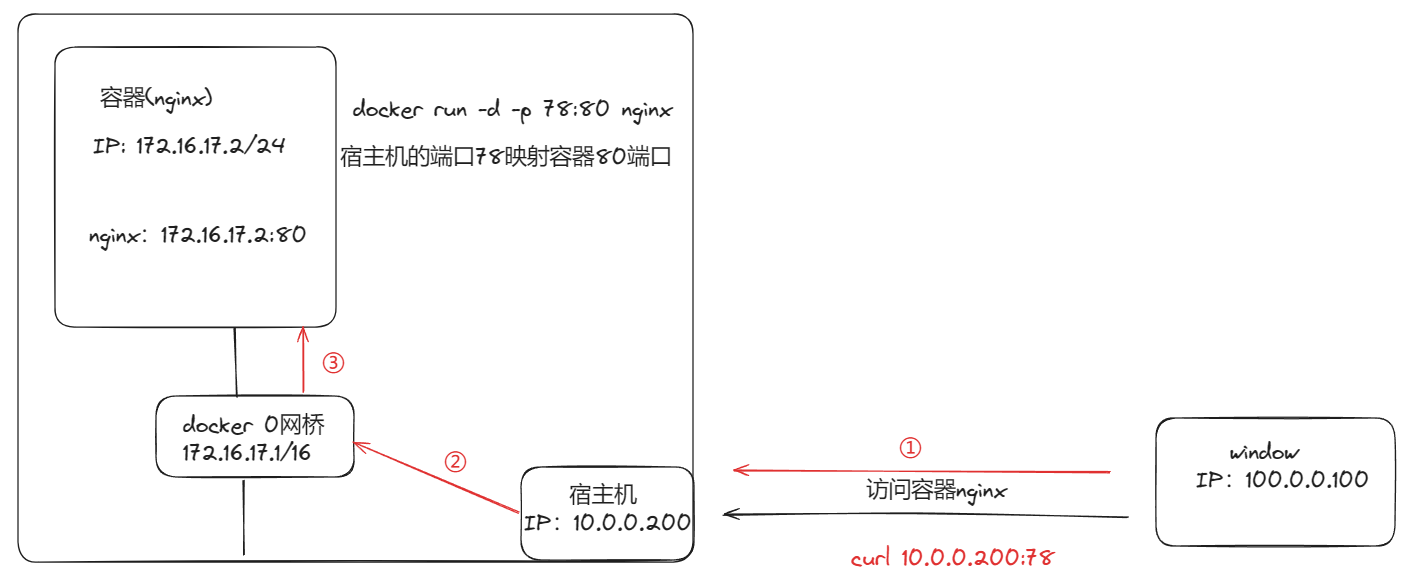 容器(nginx)
IP: 172.16.17.2/24
nginx: 172.16.17.2:80
docker run -d -p 78:80 nginx
宿主机的端口78映射容器80端口
③
docker 0网桥
172.16.17.1/16
②
宿主机
IP: 10.0.0.200
①
访问容器nginx
curl 10.0.0.200:78
window
IP: 100.0.0.100